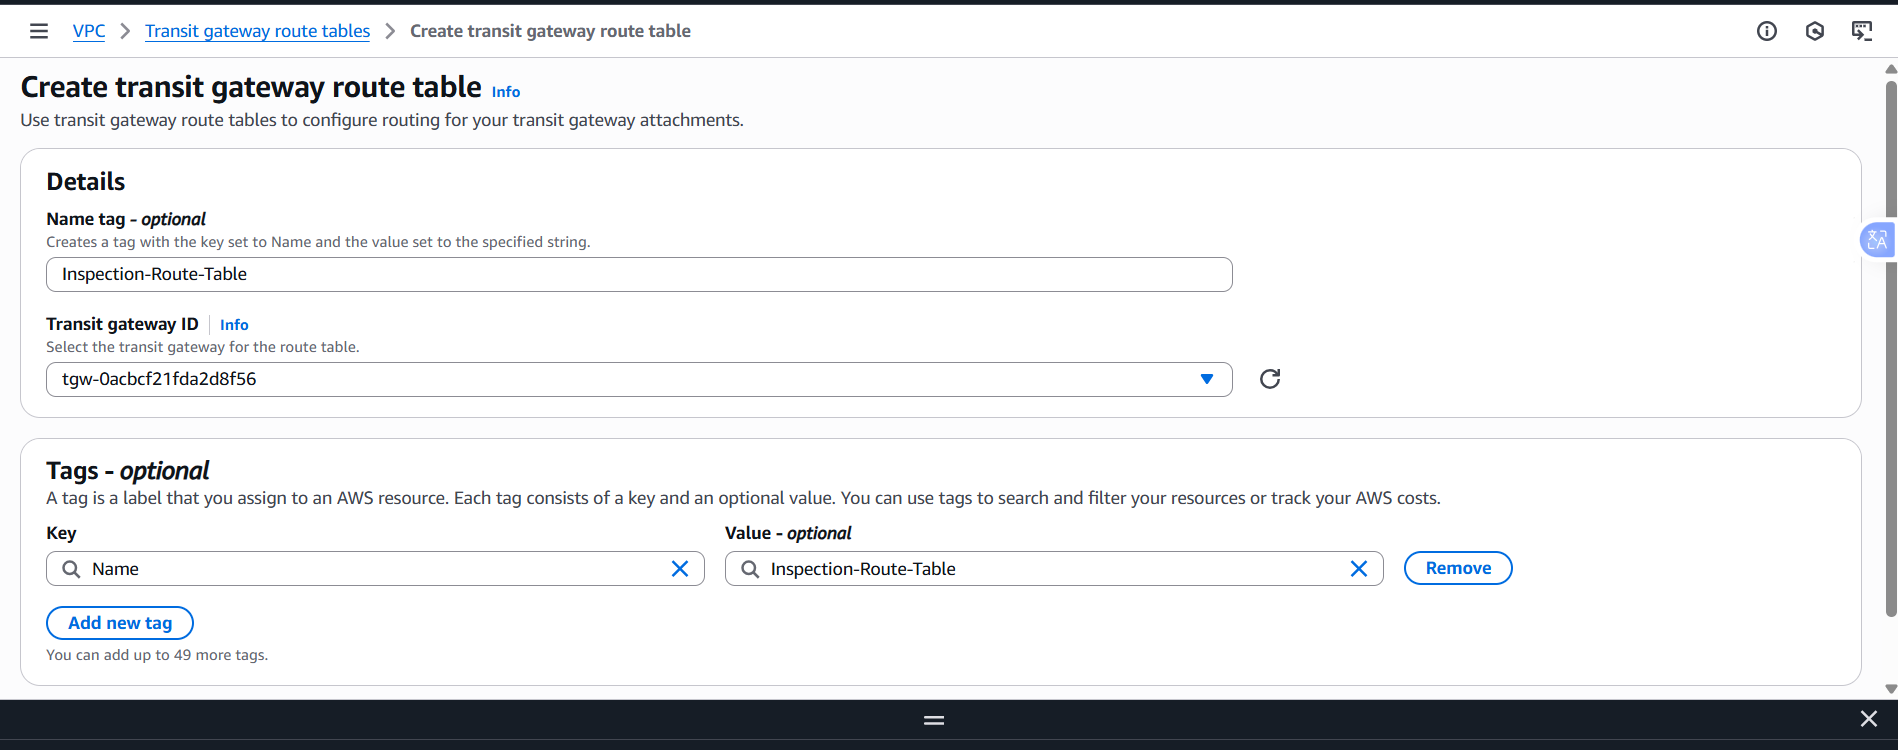 VPC > Transit gateway route tables > Create transit gateway route table
Create transit gateway route table Info
Use transit gateway route tables to configure routing for your transit gateway attachments.
Details
Name tag - optional
Creates a tag with the key set to Name and the value set to the specified string.
Inspection-Route-Table
Transit gateway ID | Info
Select the transit gateway for the route table.
tgw-0acbcf21fda2d8f56
Tags - optional
A tag is a label that you assign to an AWS resource. Each tag consists of a key and an optional value. You can use tags to search and filter your resources or track your AWS costs.
Key Value - optional
Name Inspection-Route-Table Remove
Add new tag
You can add up to 49 more tags.